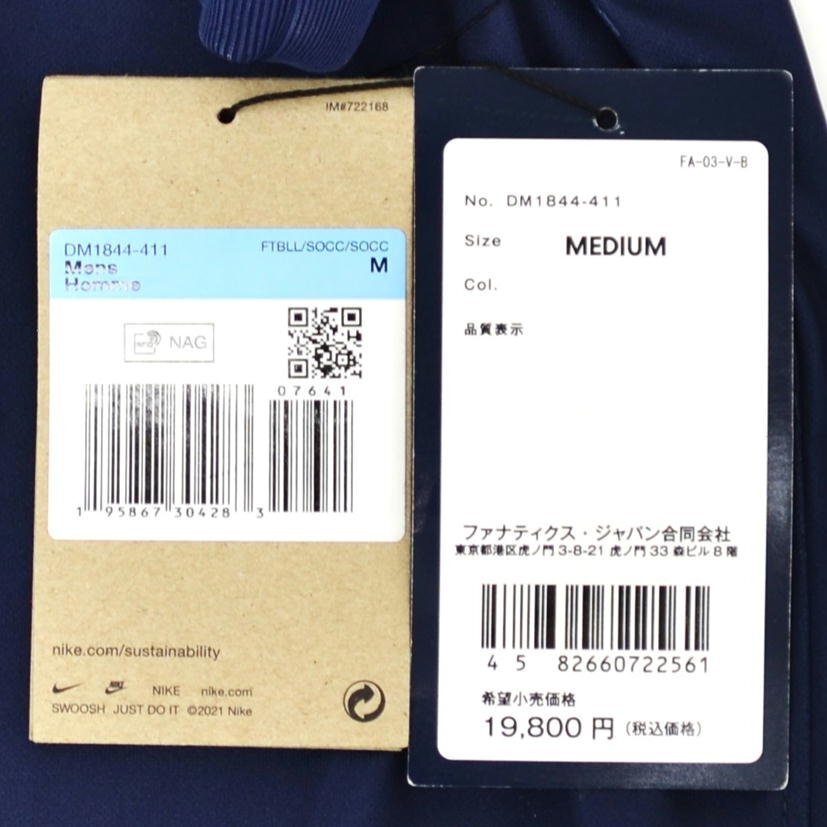 IM#722168
DM1844-411
FTBLL/SOCC/SOCC
Mens
M
Homme
RFID NAG
07641
1 95867 30428 3
nike.com/sustainability
NIKE nike.com
SWOOSH JUST DO IT ©2021 Nike
FA-03-V-B
No. DM1844-411
Size MEDIUM
Col.
品質表示
ファナティクス・ジャパン合同会社
東京都港区虎ノ門 3-8-21 虎ノ門 33 森ビル 8 階
4 5 82660722561
希望小売価格
19,800 円 (税込価格)